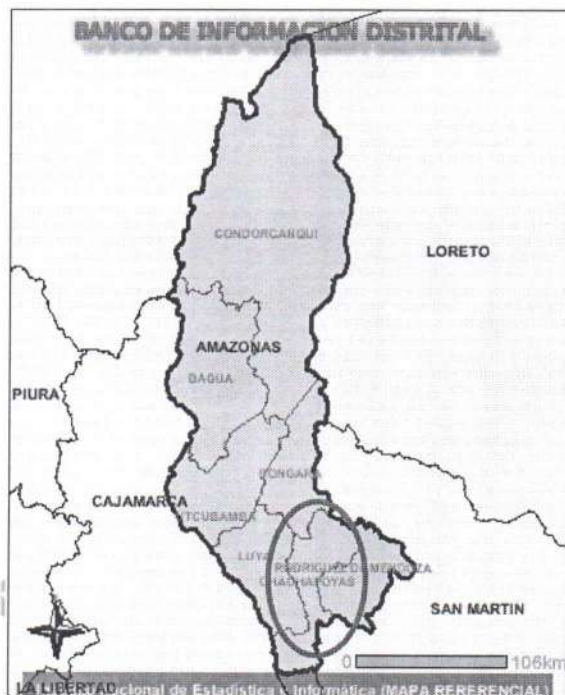 BANCO DE INFORMACION DISTRITAL
CONDORCANQUI
LORETO
AMAZONAS
BAGUA
PIURA
BONGARA
CAJAMARCA
UTCUBAMBA
LUYA
RODRIGUEZ DE MENDOZA
CHACHAPOYAS
SAN MARTIN
0 106km
LA LIBERTAD
cional de Estadística e Informática (MAPA REFERENCIAL)